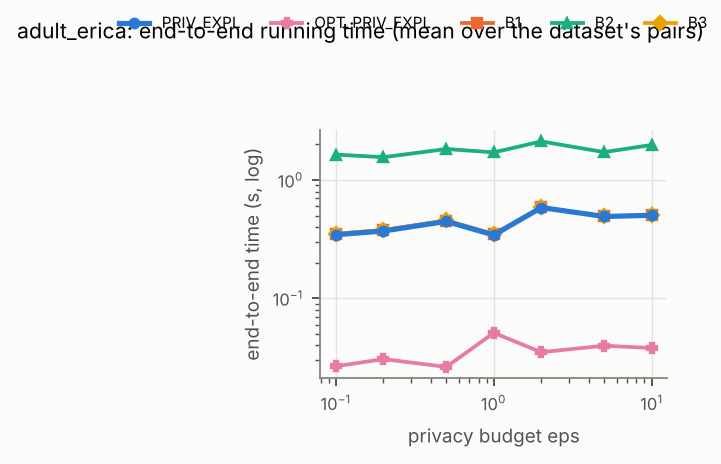 PRIV_EXPL OPT_PRIV_EXPL B1 B2 B3
adult_erica: end-to-end running time (mean over the dataset's pairs)
end-to-end time (s, log)
10⁰
10⁻¹
10⁻¹ 10⁰ 10¹
privacy budget eps